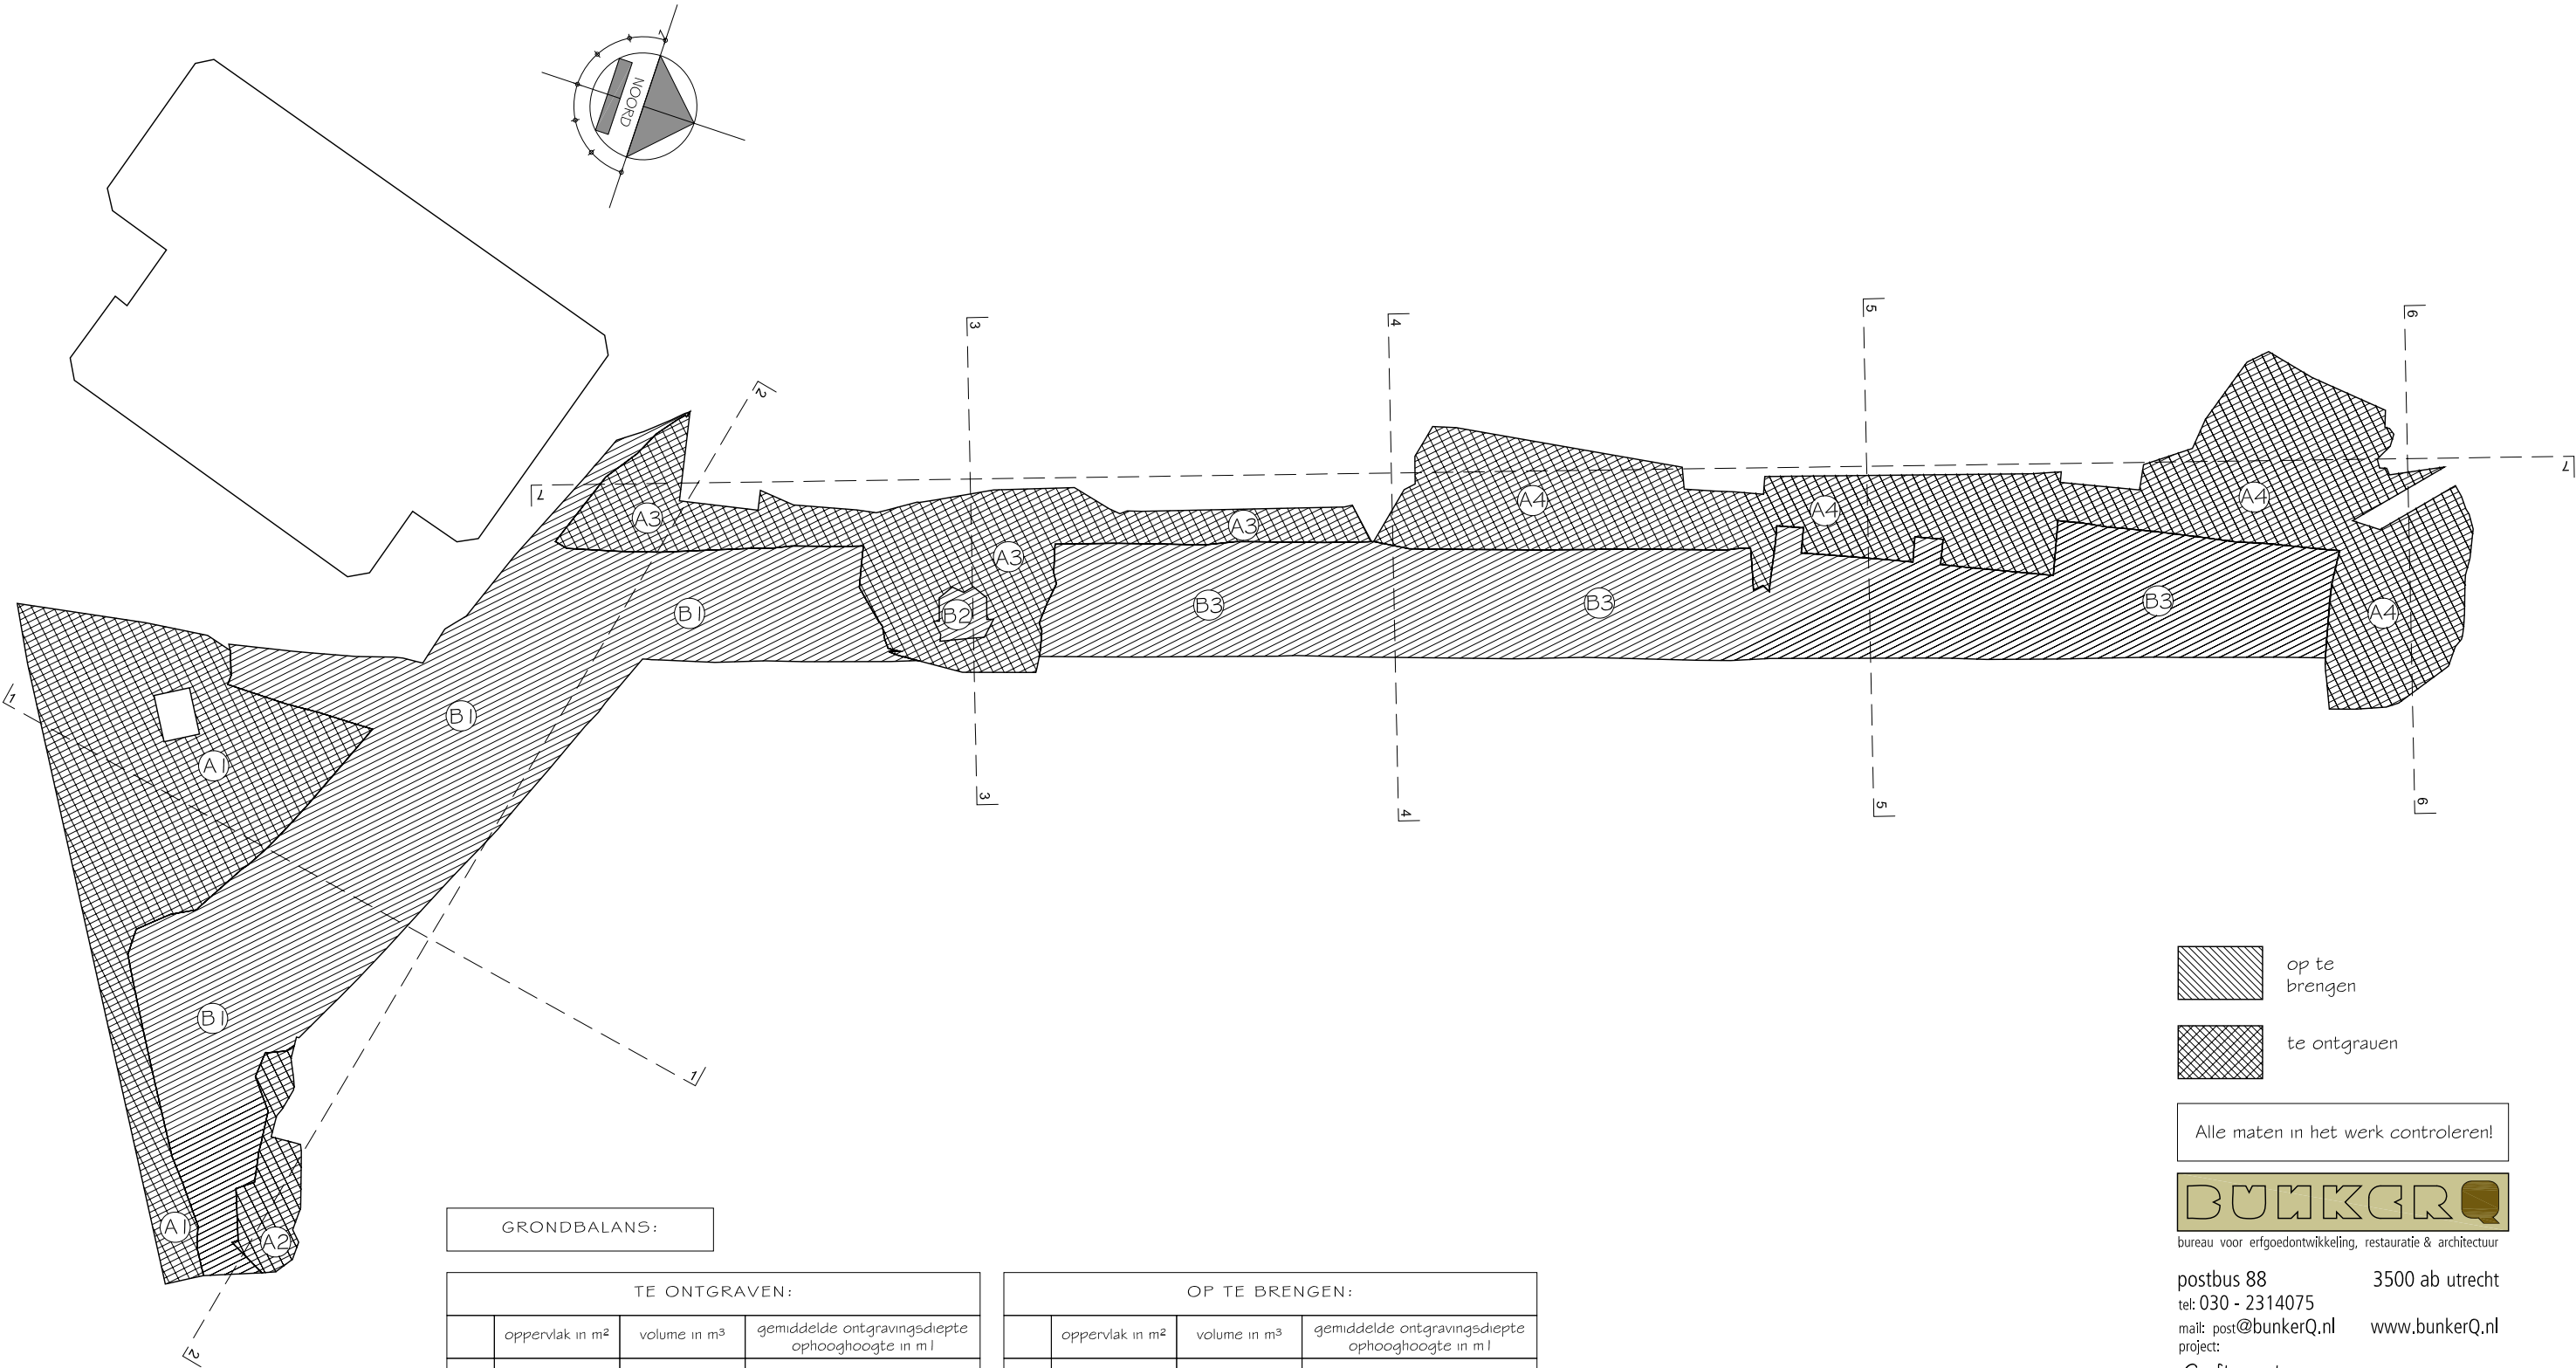 Z
NOORD
2
3
4
5
6
7
7
A3
A3
A3
A4
A4
A4
A4
B1
B2
B3
B3
B3
1
A1
B1
3
4
5
6
B1
1
A1
A2
2
op te
brengen
te ontgraven
Alle maten in het werk controleren!
BUNKERQ
bureau voor erfgoedontwikkeling, restauratie & architectuur
postbus 88 3500 ab utrecht
tel: 030 - 2314075
mail: post@bunkerQ.nl www.bunkerQ.nl
project:
GRONDBALANS:
TE ONTGRAVEN:
oppervlak in m²
volume in m³
gemiddelde ontgravingsdiepte
ophooghoogte in m1
OP TE BRENGEN:
oppervlak in m²
volume in m³
gemiddelde ontgravingsdiepte
ophooghoogte in m1